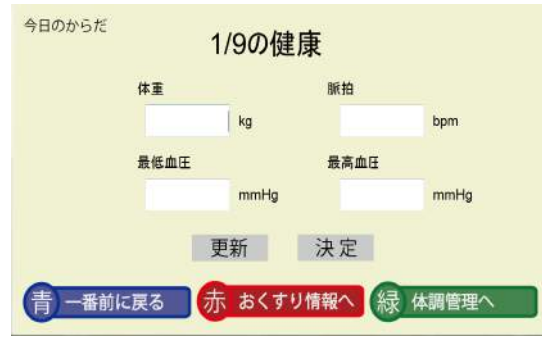 今日のからだ
1/9の健康
体重 脈拍
kg bpm
最低血圧 最高血圧
mmHg mmHg
更新 決定
青 一番前に戻る 赤 おくすり情報へ 緑 体調管理へ